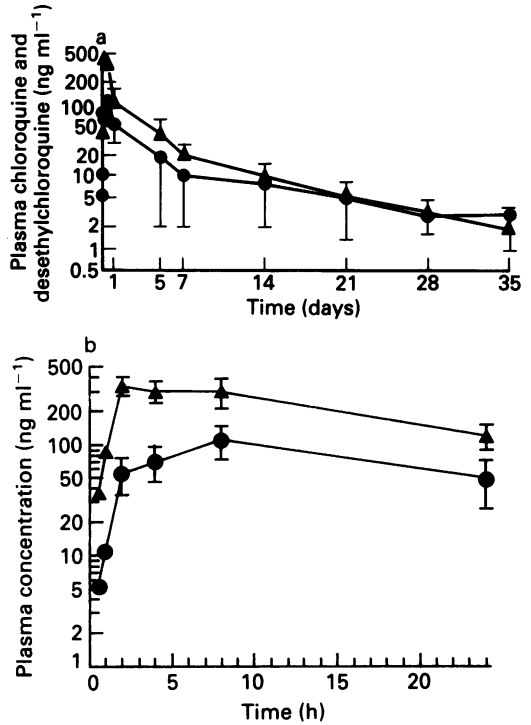 a
Plasma chloroquine and
desethylchloroquine (ng ml⁻¹)
500
200
100
50
20
10
5
2
1
0.5
1 5 7 14 21 28 35
Time (days)
b
Plasma concentration (ng ml⁻¹)
500
200
100
50
20
10
5
2
1
0 5 10 15 20
Time (h)